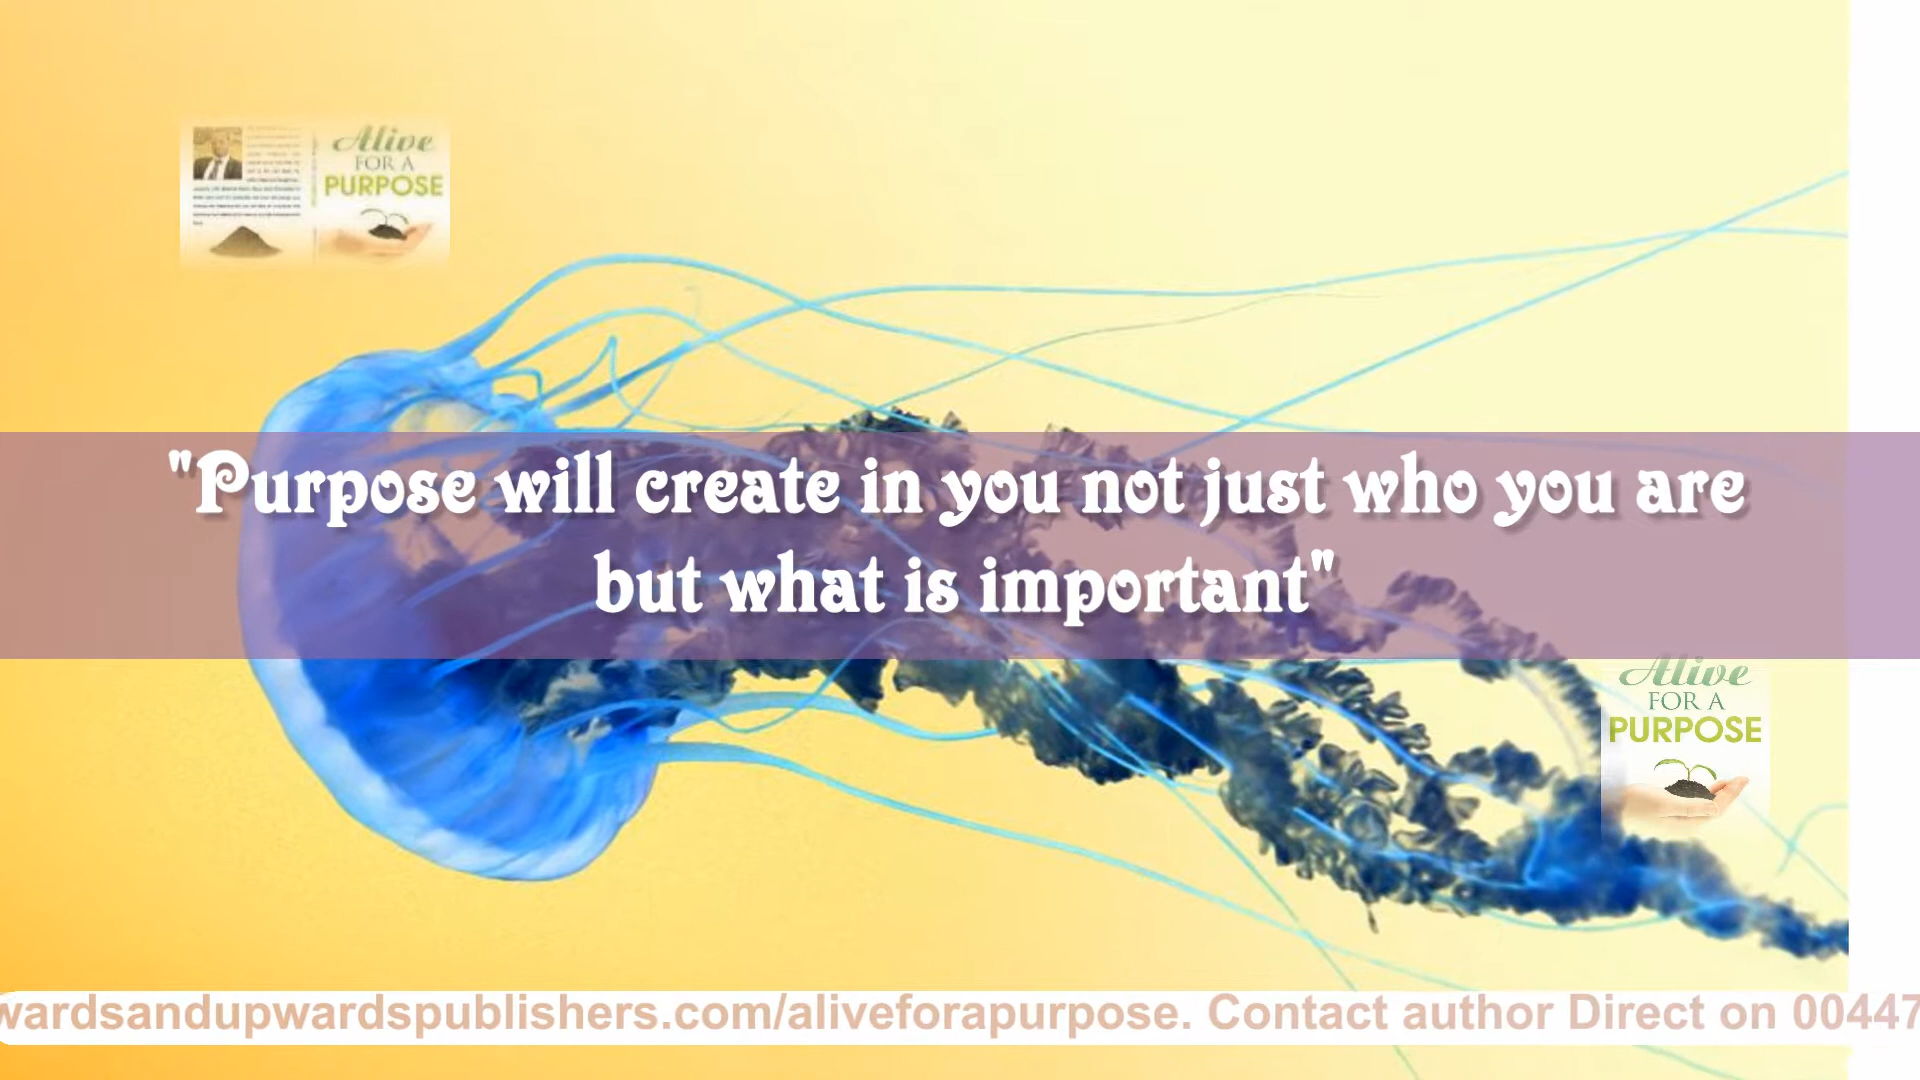 Alive
FOR A
PURPOSE
"Purpose will create in you not just who you are
but what is important"
Alive
FOR A
PURPOSE
wardsandupwardspublishers.com/aliveforapurpose. Contact author Direct on 00447